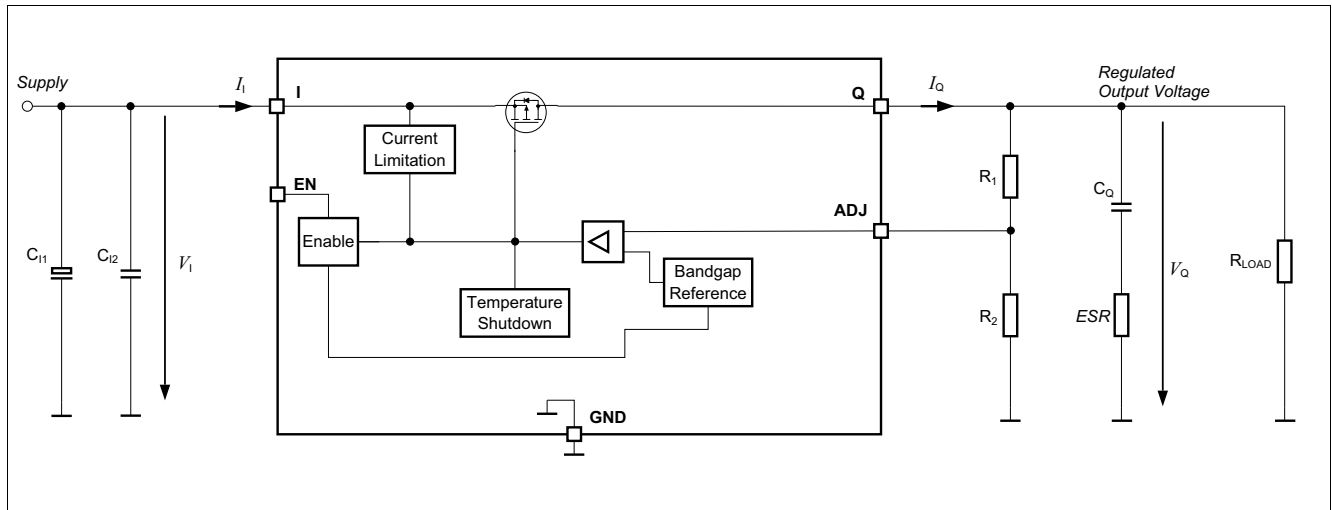 Supply
I_I
I
Q
I_Q
Regulated
Output Voltage
Current
Limitation
EN
R_1
C_Q
ADJ
Enable
C_I1
C_I2
V_I
Bandgap
Reference
V_Q
R_LOAD
Temperature
Shutdown
R_2
ESR
GND